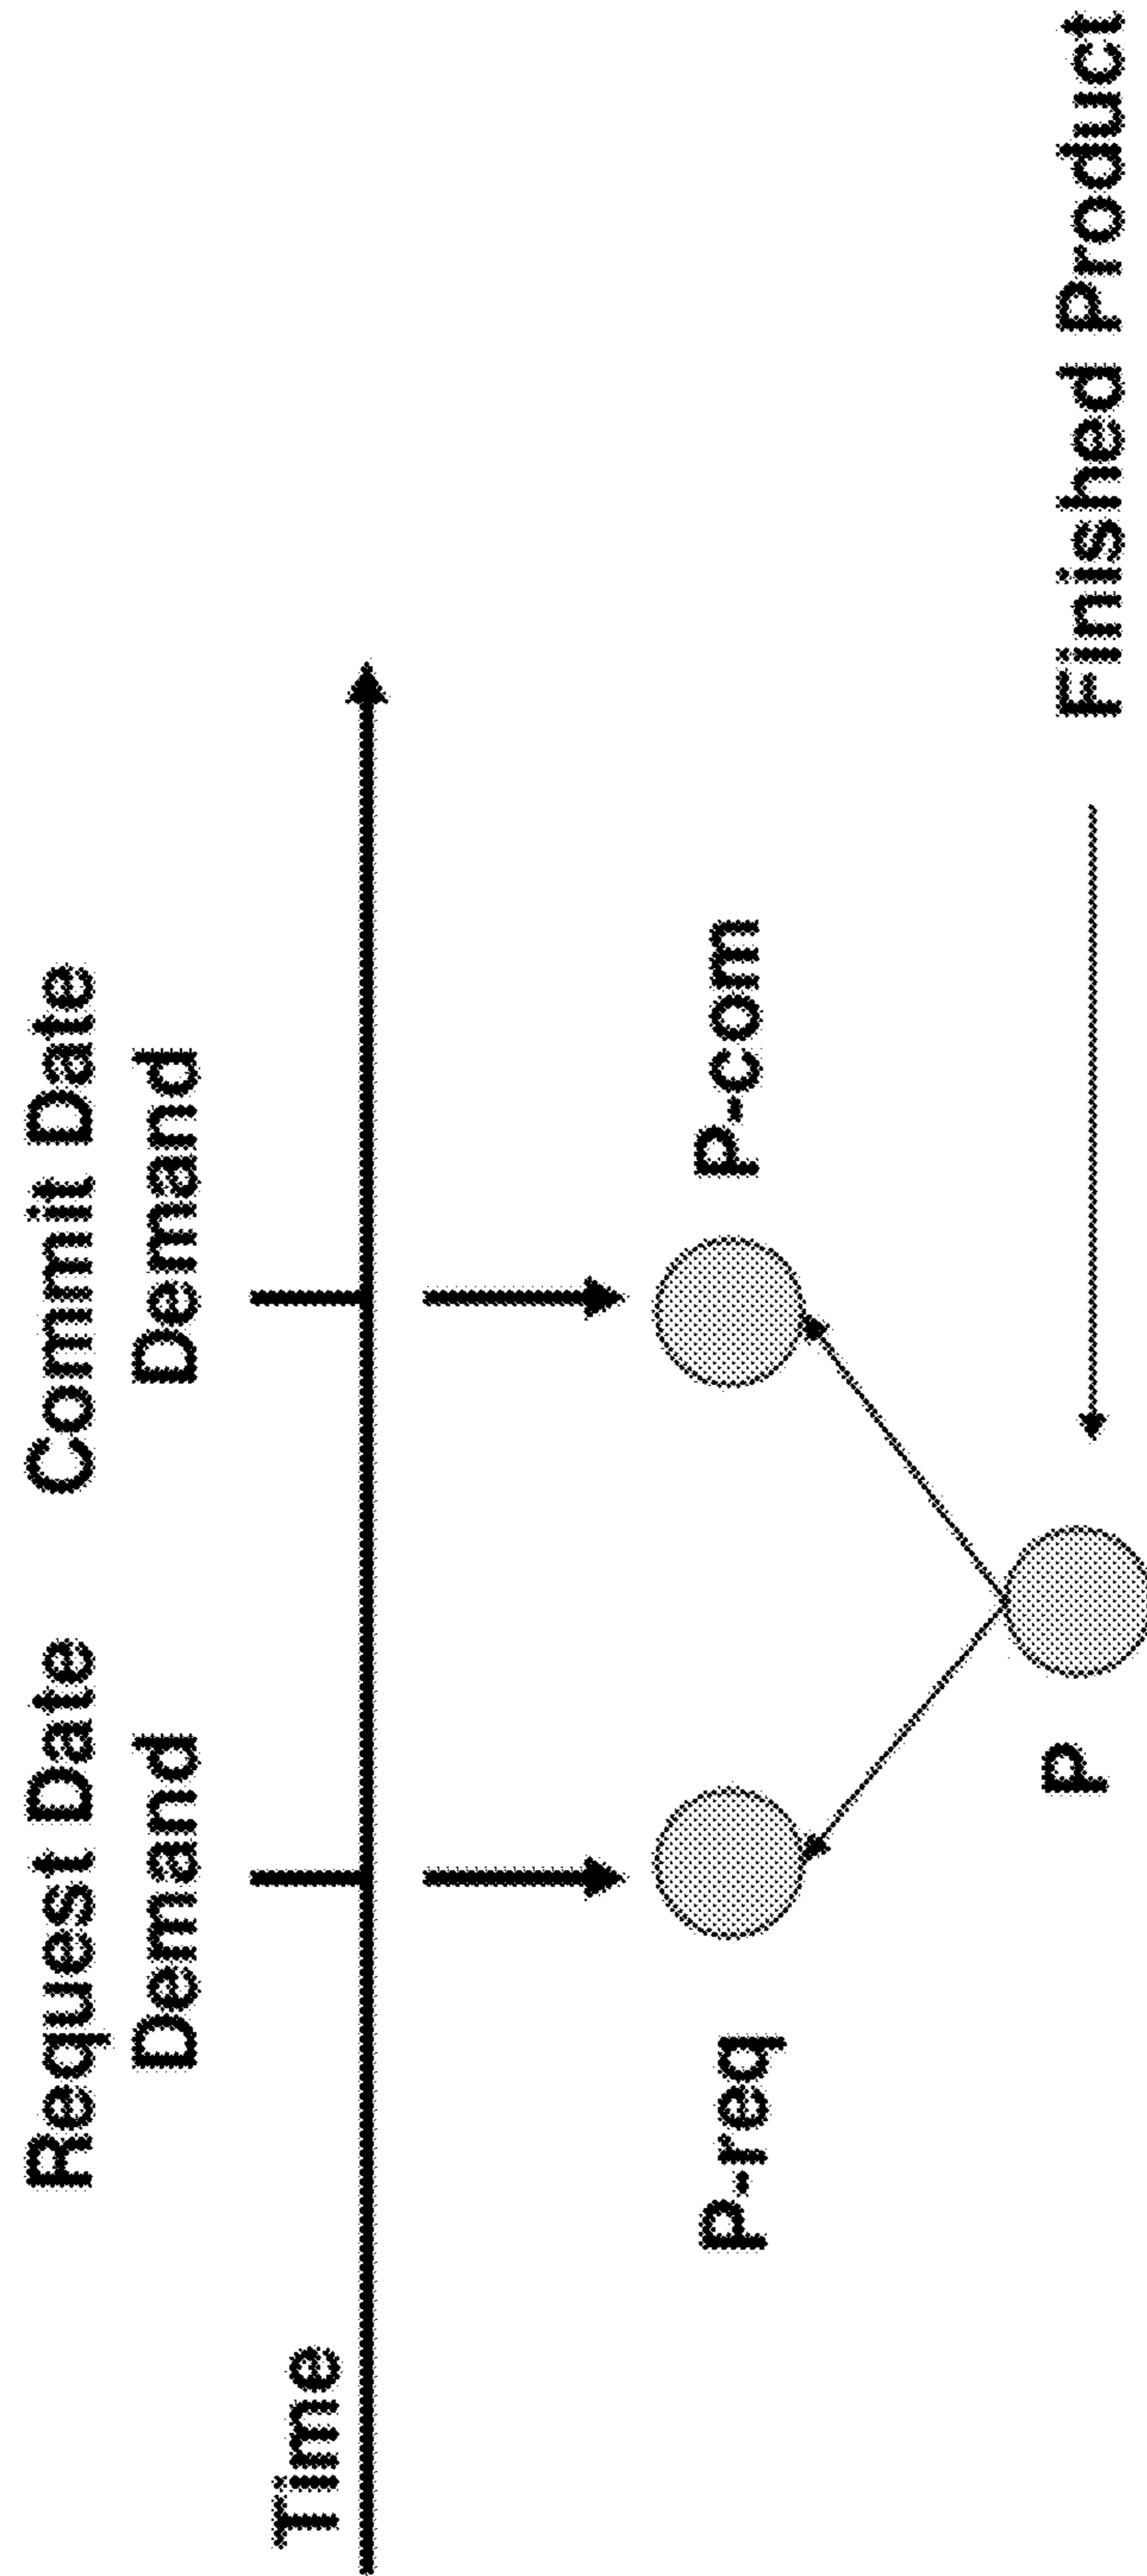 Request Date
Demand
Commit Date
Demand
Time
P-req
P-com
P
Finished Product